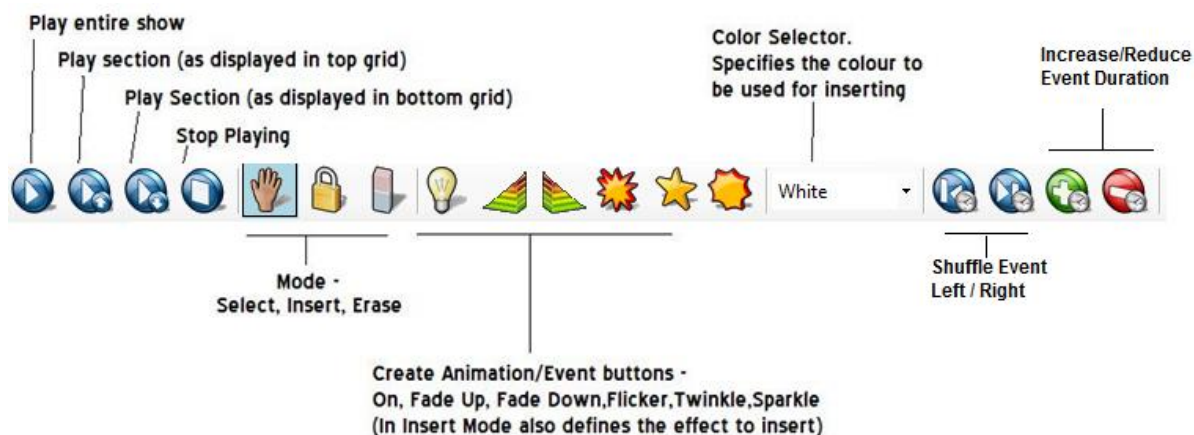 Play entire show
Play section (as displayed in top grid)
Play Section (as displayed in bottom grid)
Stop Playing
Color Selector.
Specifies the colour to
be used for inserting
Increase/Reduce
Event Duration
White
Mode -
Select, Insert, Erase
Shuffle Event
Left / Right
Create Animation/Event buttons -
On, Fade Up, Fade Down,Flicker,Twinkle,Sparkle
(In Insert Mode also defines the effect to insert)